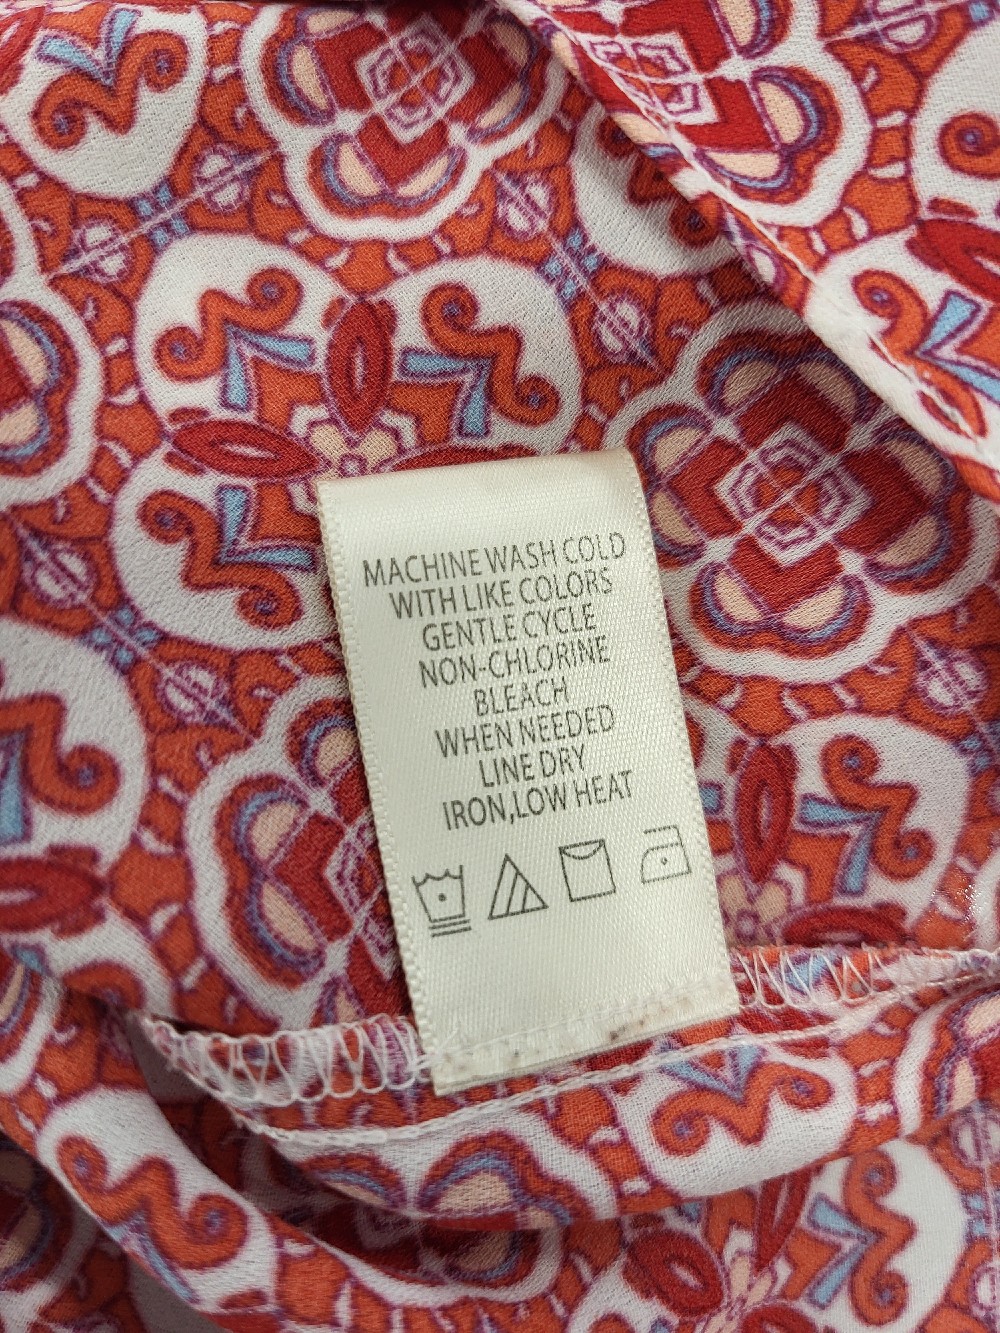 MACHINE WASH COLD
WITH LIKE COLORS
GENTLE CYCLE
NON-CHLORINE
BLEACH
WHEN NEEDED
LINE DRY
IRON,LOW HEAT